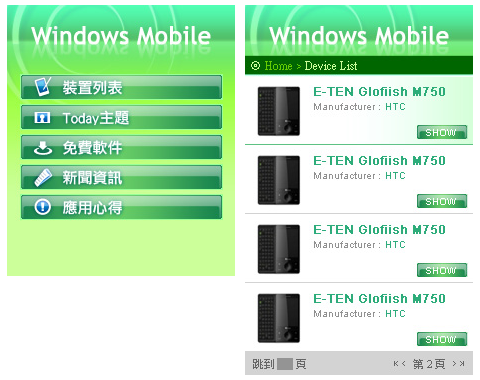 Windows Mobile
裝置列表
Today主題
免費軟件
新聞資訊
應用心得
Windows Mobile
Home > Device List
E-TEN Glofiish M750
Manufacturer : HTC
SHOW
E-TEN Glofiish M750
Manufacturer : HTC
SHOW
E-TEN Glofiish M750
Manufacturer : HTC
SHOW
E-TEN Glofiish M750
Manufacturer : HTC
SHOW
跳到 頁 第2頁